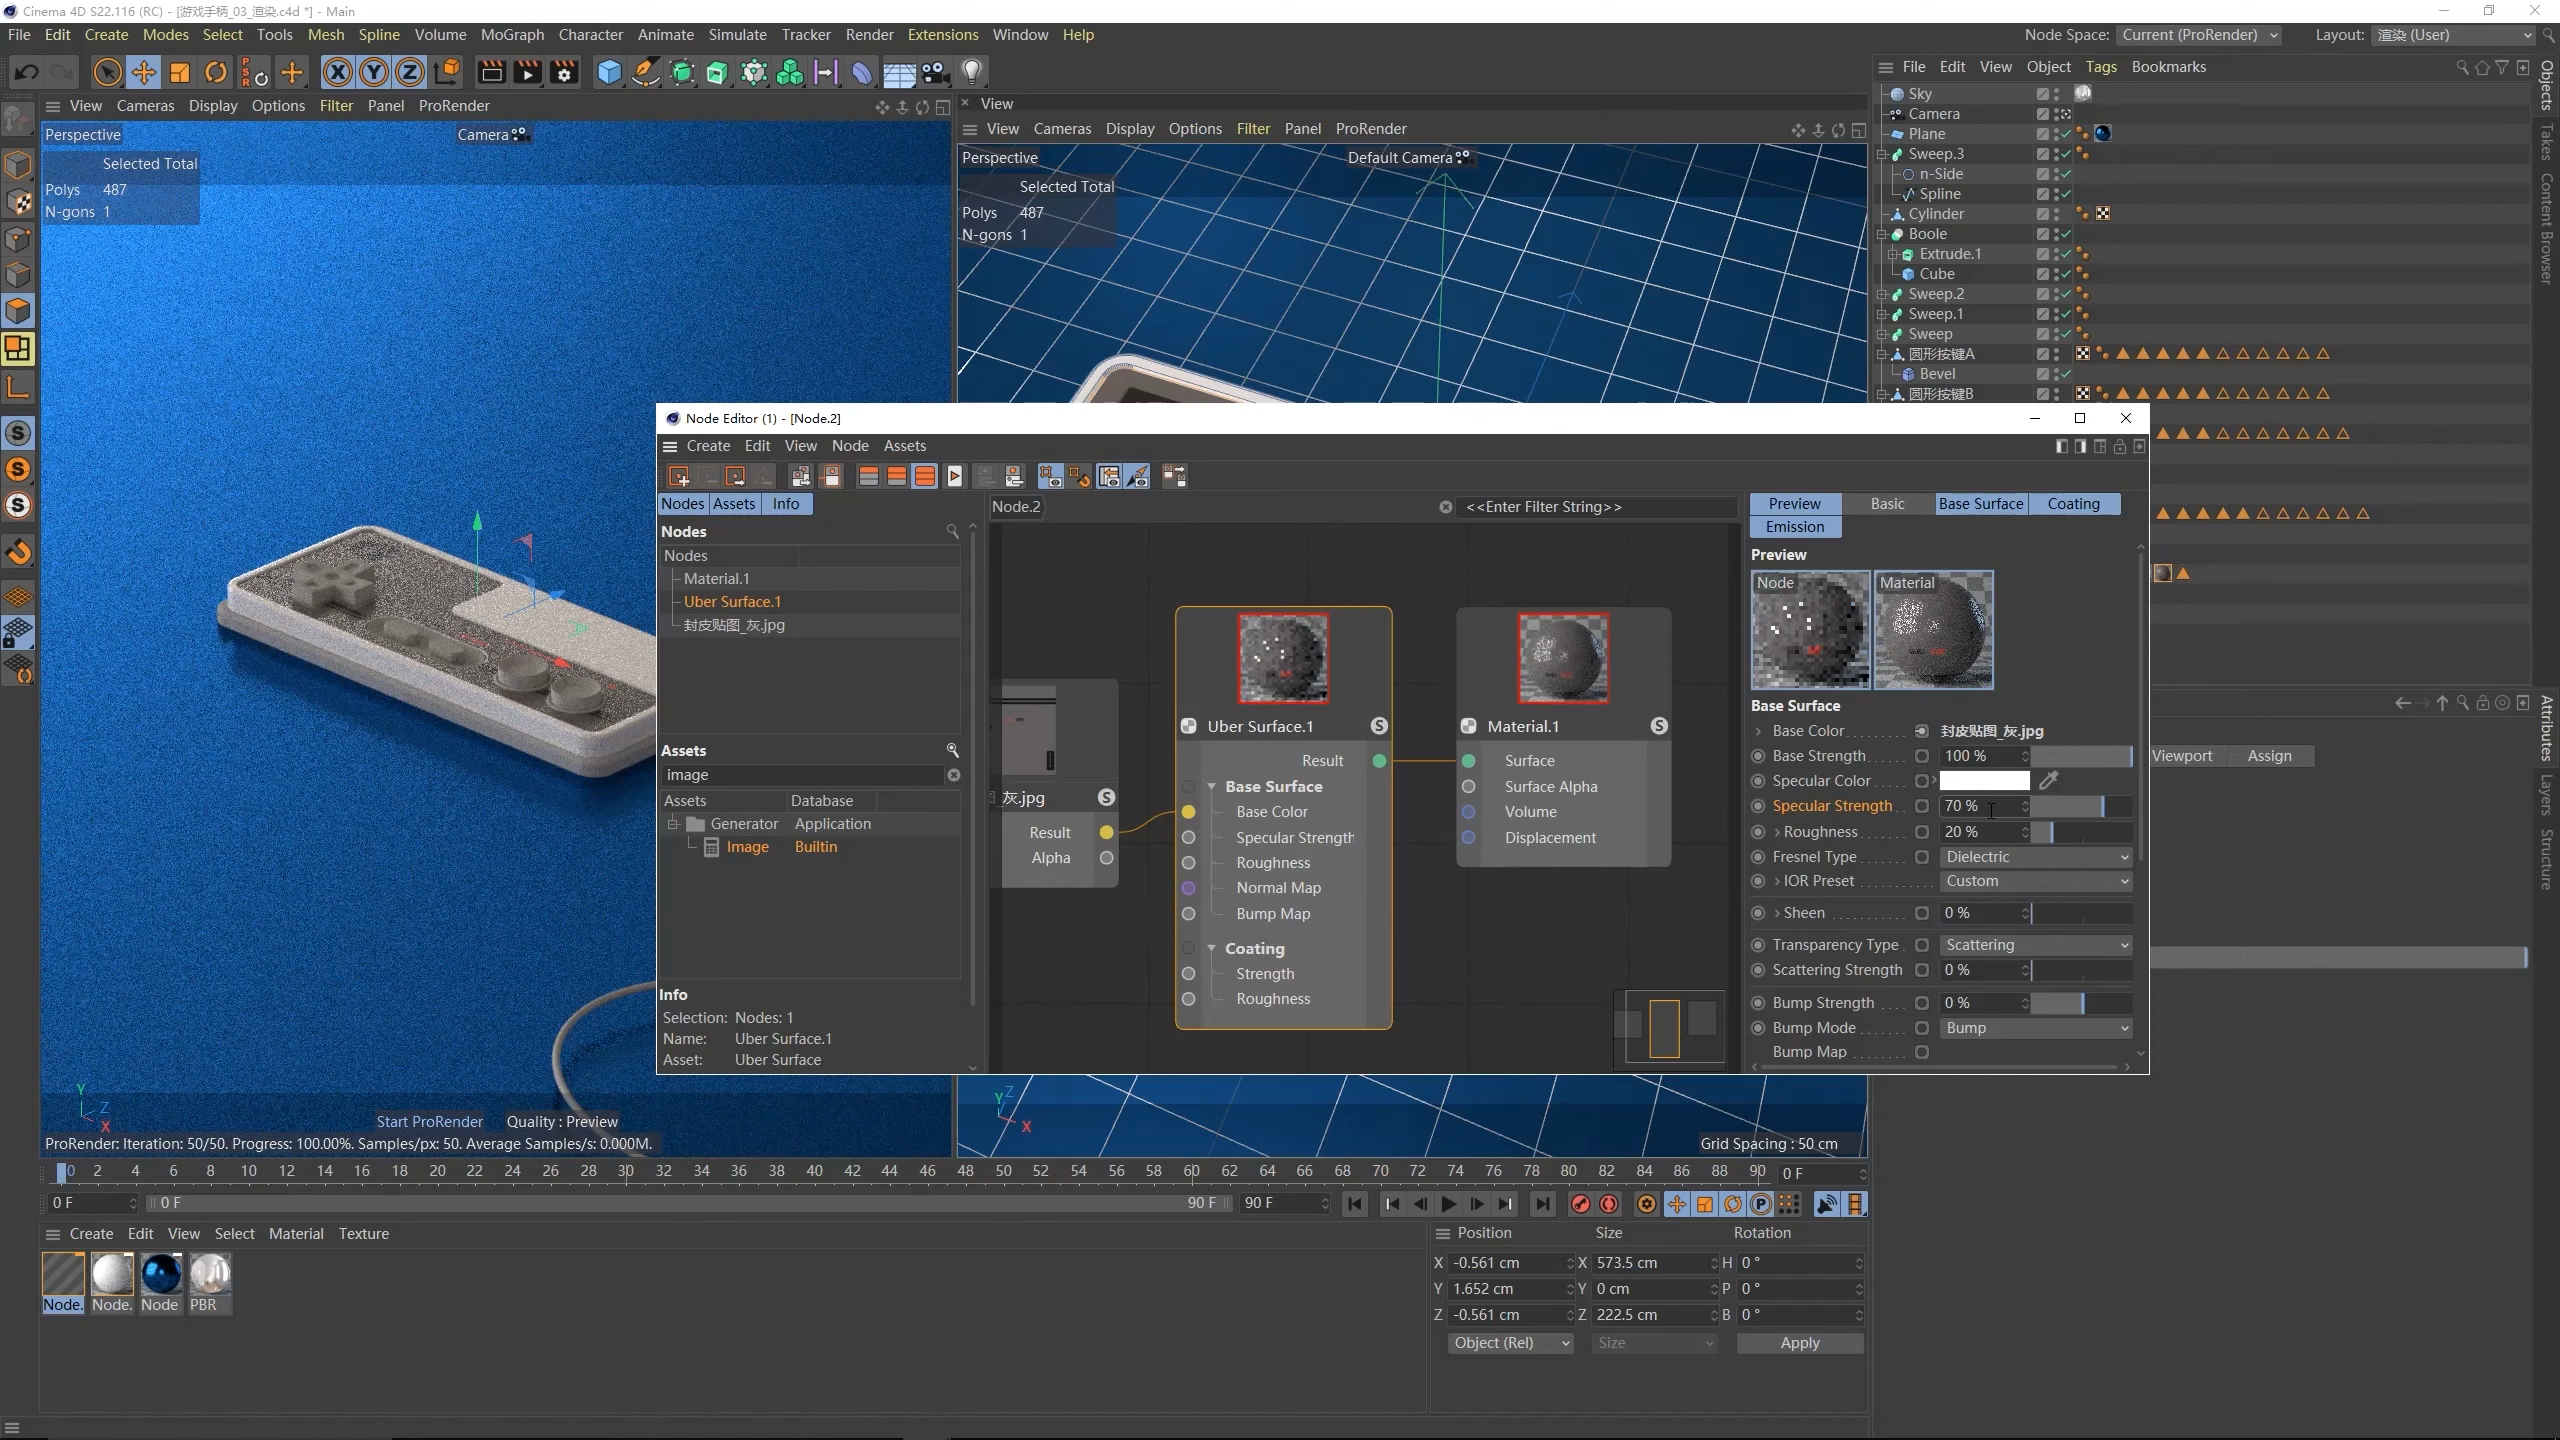 Cinema 4D S22.116 (RC) - [游戏手柄_03_渲染.c4d *] - Main
File Edit Create Modes Select Tools Mesh Spline Volume MoGraph Character Animate Simulate Tracker Render Extensions Window Help
Node Space: Current (ProRender) Layout: 渲染 (User)
View Cameras Display Options Filter Panel ProRender
Perspective
Camera
Selected Total
Polys 487
N-gons 1
Start ProRender Quality : Preview
ProRender: Iteration: 50/50. Progress: 100.00%. Samples/px: 50. Average Samples/s: 0.000M.
View
View Cameras Display Options Filter Panel ProRender
Perspective
Default Camera
Selected Total
Polys 487
N-gons 1
Grid Spacing : 50 cm
File Edit View Object Tags Bookmarks
Sky
Camera
Plane
Sweep.3
n-Side
Spline
Cylinder
Boole
Extrude.1
Cube
Sweep.2
Sweep.1
Sweep
圆形按键A
Bevel
圆形按键B
Objects
Takes
Content Browser
Attributes
Layers
Structure
Viewport Assign
Node Editor (1) - [Node.2]
Create Edit View Node Assets
Nodes Assets Info
Nodes
Nodes
Material.1
Uber Surface.1
封皮贴图_灰.jpg
Assets
image
Assets Database
Generator Application
Image Builtin
Info
Selection: Nodes: 1
Name: Uber Surface.1
Asset: Uber Surface
Node.2
<<Enter Filter String>>
_灰.jpg
Result
Alpha
Uber Surface.1
Result
Base Surface
Base Color
Specular Strength
Roughness
Normal Map
Bump Map
Coating
Strength
Roughness
Material.1
Surface
Surface Alpha
Volume
Displacement
Preview Basic Base Surface Coating
Emission
Preview
Node Material
Base Surface
Base Color 封皮贴图_灰.jpg
Base Strength 100 %
Specular Color
Specular Strength 70 %
Roughness 20 %
Fresnel Type Dielectric
IOR Preset Custom
Sheen 0 %
Transparency Type Scattering
Scattering Strength 0 %
Bump Strength 0 %
Bump Mode Bump
Bump Map
0 2 4 6 8 10 12 14 16 18 20 22 24 26 28 30 32 34 36 38 40 42 44 46 48 50 52 54 56 58 60 62 64 66 68 70 72 74 76 78 80 82 84 86 88 90 0 F
0 F 0 F 90 F 90 F
Create Edit View Select Material Texture
Node. Node. Node PBR
Position Size Rotation
X -0.561 cm X 573.5 cm H 0 °
Y 1.652 cm Y 0 cm P 0 °
Z -0.561 cm Z 222.5 cm B 0 °
Object (Rel) Size Apply